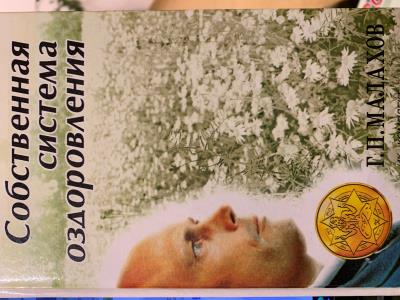 Г.П.МАЛАХОВ
Собственная
система
оздоровления